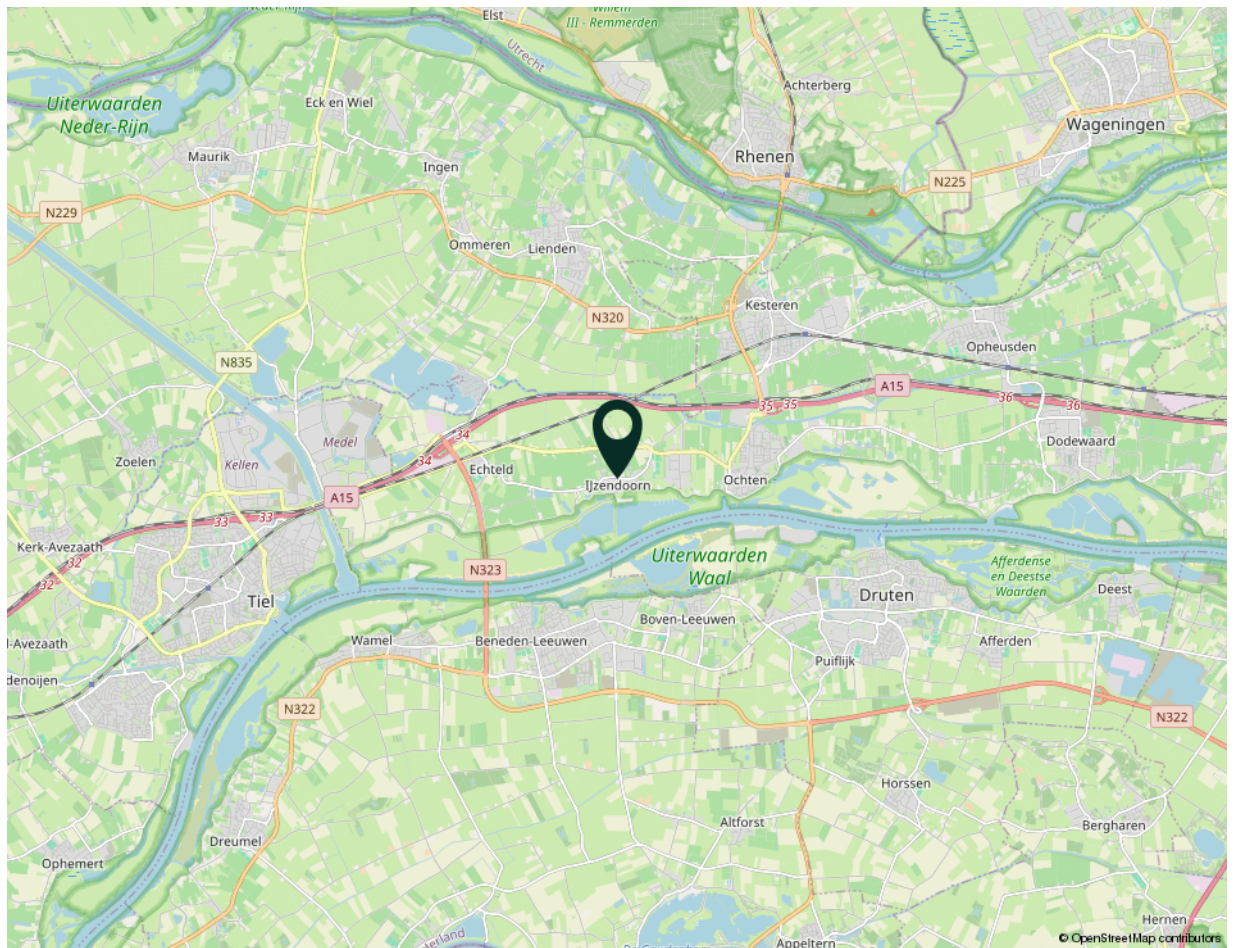 Neder-Rijn
Elst
Willem
III - Remmerden
Utrecht
Achterberg
Uiterwaarden
Neder-Rijn
Eck en Wiel
Wageningen
Maurik
Ingen
Rhenen
N225
N229
Ommeren
Lienden
Kesteren
N320
Opheusden
N835
A15
35
35
36
36
34
34
Medel
Kellen
Zoelen
Echteld
Dodewaard
IJzendoorn
Ochten
A15
33
33
Kerk-Avezaath
32
32
N323
Uiterwaarden
Waal
Afferdense
en Deestse
Waarden
Deest
Tiel
Druten
Boven-Leeuwen
l-Avezaath
Wamel
Beneden-Leeuwen
Afferden
Puiflijk
denoijen
N322
N322
Horssen
Altforst
Bergharen
Dreumel
Ophemert
Hernen
Appeltern
© OpenStreetMap contributors